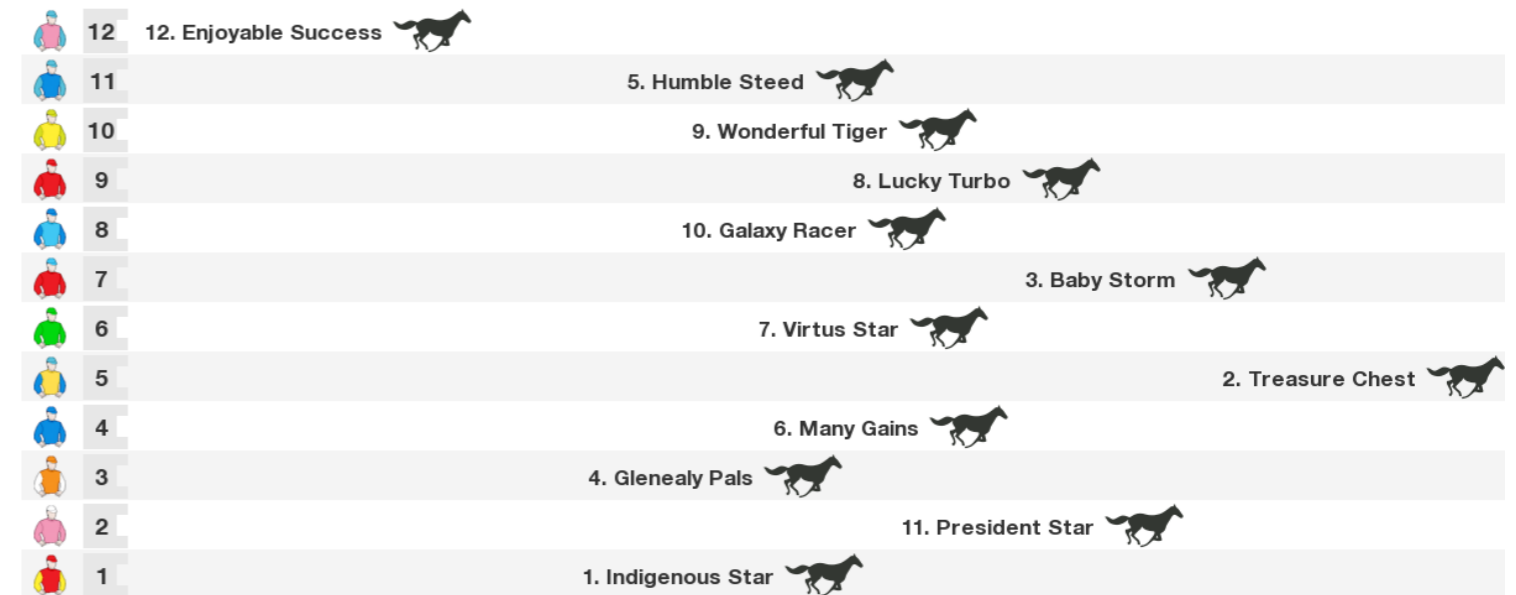 12 12. Enjoyable Success
11 5. Humble Steed
10 9. Wonderful Tiger
9 8. Lucky Turbo
8 10. Galaxy Racer
7 3. Baby Storm
6 7. Virtus Star
5 2. Treasure Chest
4 6. Many Gains
3 4. Glenealy Pals
2 11. President Star
1 1. Indigenous Star